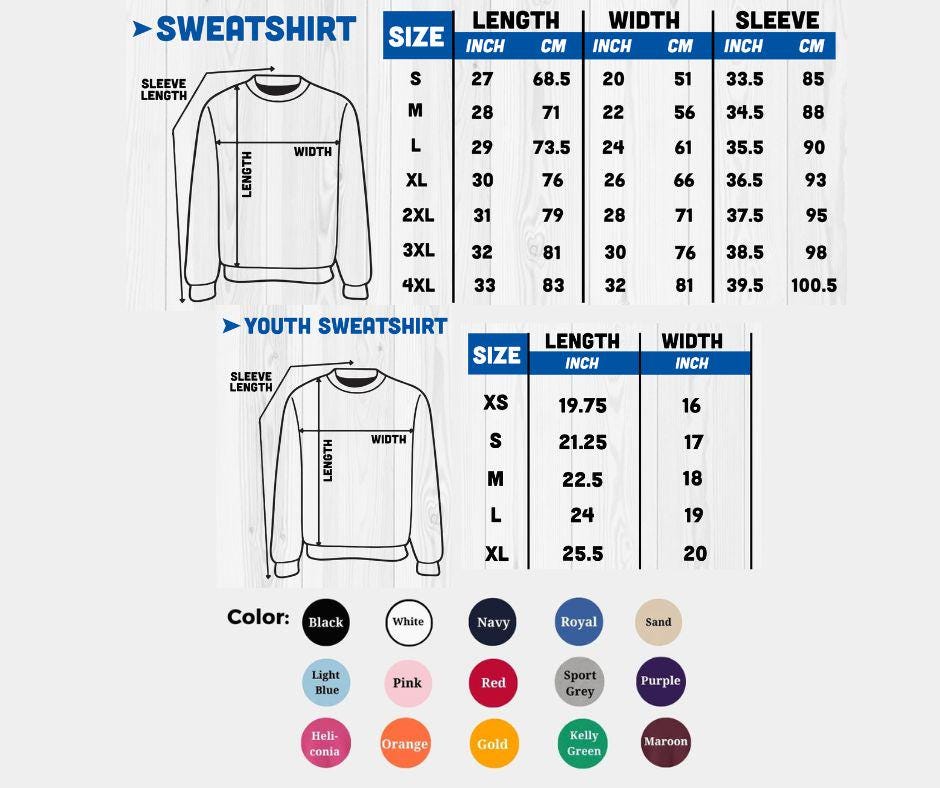 SWEATSHIRT
SLEEVE
LENGTH
WIDTH
LENGTH
SIZE LENGTH WIDTH SLEEVE
INCH CM INCH CM INCH CM
S 27 68.5 20 51 33.5 85
M 28 71 22 56 34.5 88
L 29 73.5 24 61 35.5 90
XL 30 76 26 66 36.5 93
2XL 31 79 28 71 37.5 95
3XL 32 81 30 76 38.5 98
4XL 33 83 32 81 39.5 100.5
YOUTH SWEATSHIRT
SLEEVE
LENGTH
WIDTH
LENGTH
SIZE LENGTH WIDTH
INCH INCH
XS 19.75 16
S 21.25 17
M 22.5 18
L 24 19
XL 25.5 20
Color:
Black
White
Navy
Royal
Sand
Light
Blue
Pink
Red
Sport
Grey
Purple
Heli-
conia
Orange
Gold
Kelly
Green
Maroon